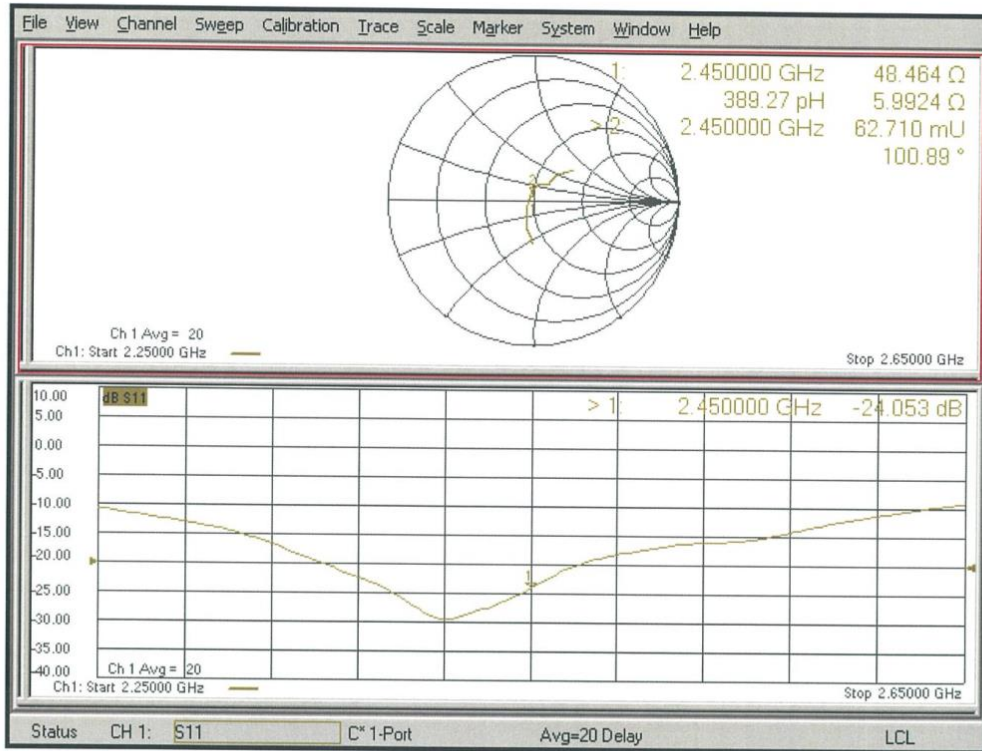 File View Channel Sweep Calibration Trace Scale Marker System Window Help
1: 2.450000 GHz 48.464 Ω
389.27 pH 5.9924 Ω
> 2: 2.450000 GHz 62.710 mU
100.89 °
2
Ch 1 Avg = 20
Ch1: Start 2.25000 GHz
Stop 2.65000 GHz
10.00
dB S11
> 1: 2.450000 GHz -24.053 dB
5.00
0.00
-5.00
-10.00
-15.00
-20.00
-25.00
1
-30.00
-35.00
-40.00
Ch 1 Avg = 20
Ch1: Start 2.25000 GHz
Stop 2.65000 GHz
Status CH 1: S11 C* 1-Port Avg=20 Delay LCL